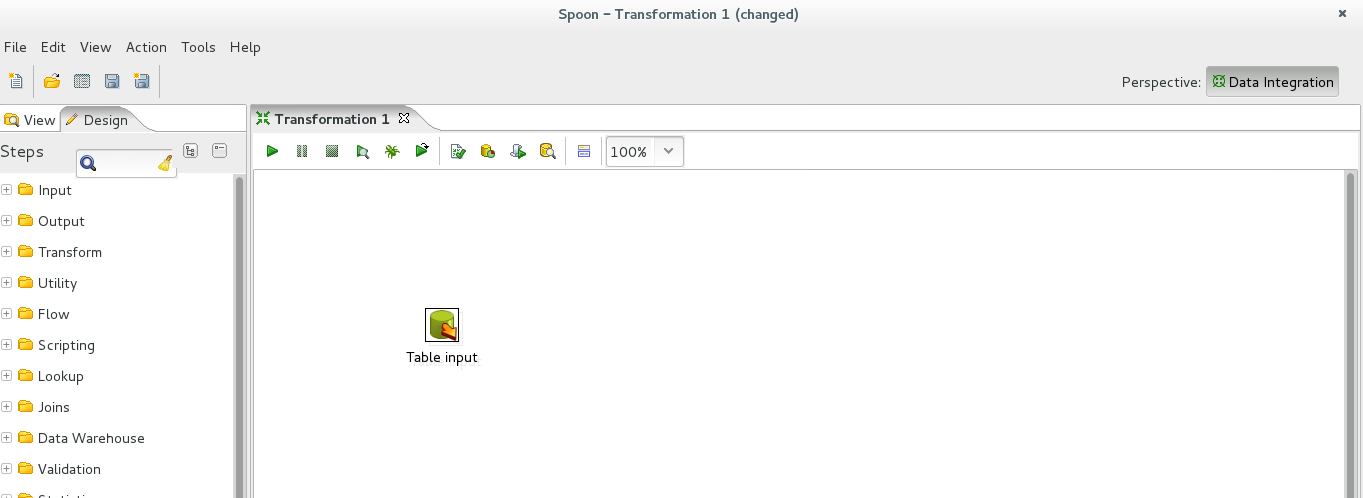 Spoon – Transformation 1 (changed)
File Edit View Action Tools Help
Perspective: Data Integration
View Design
Transformation 1
Steps
100%
Input
Output
Transform
Utility
Flow
Scripting
Lookup
Joins
Data Warehouse
Validation
Table input